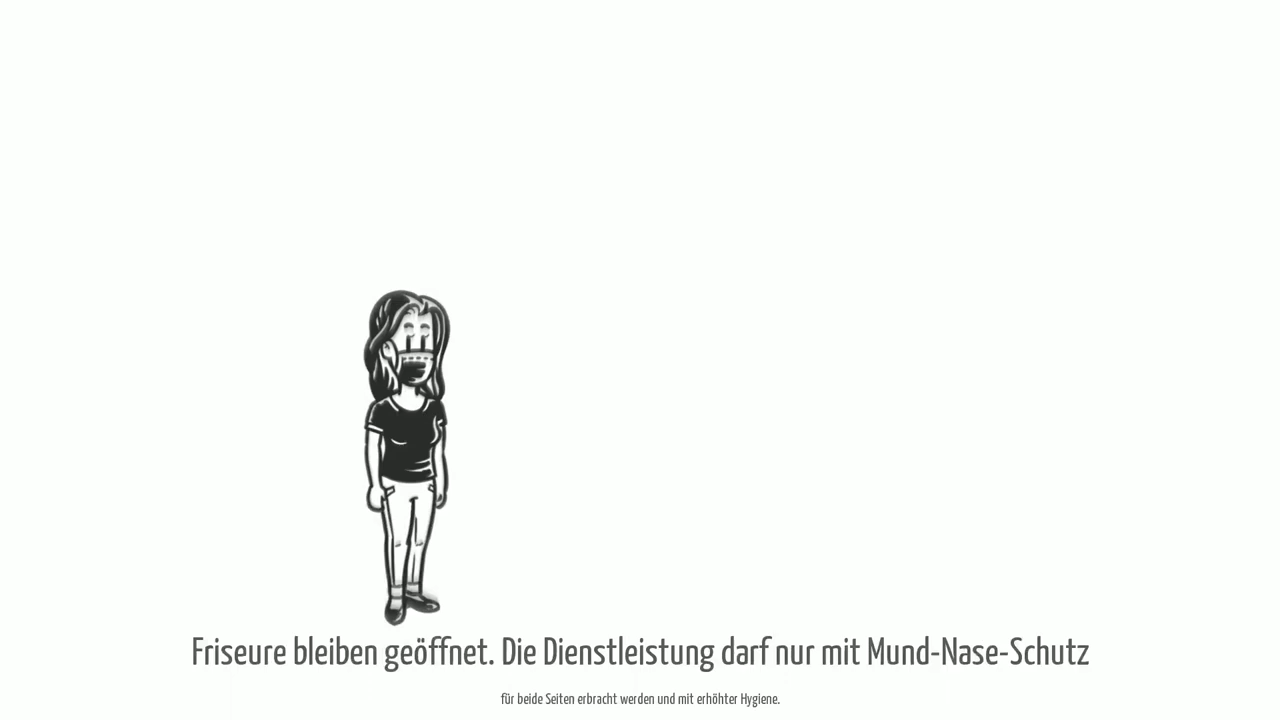 Friseure bleiben geöffnet. Die Dienstleistung darf nur mit Mund-Nase-Schutz
für beide Seiten erbracht werden und mit erhöhter Hygiene.